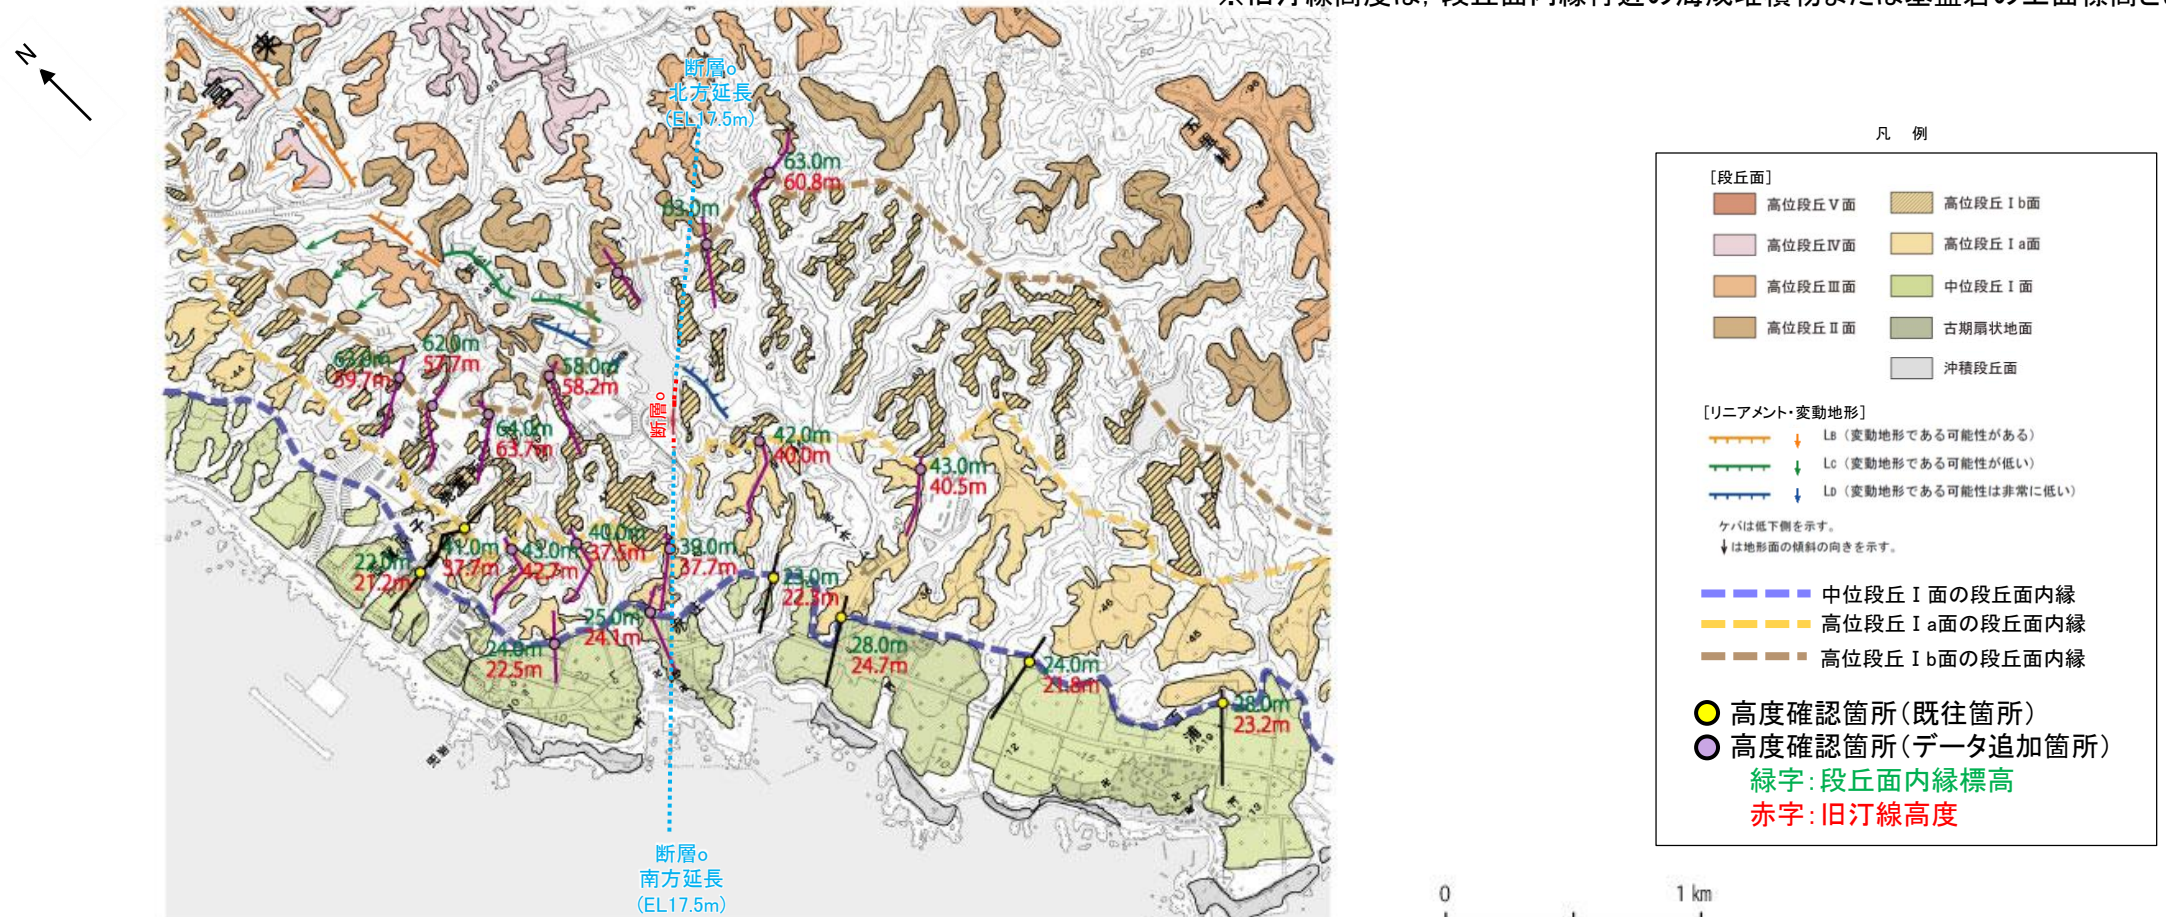 ※旧汀線高度は，段丘面内縁付近の海成堆積物または基盤岩の上面標高と
N
断層o
北方延長
(EL17.5m)
63.0m
60.8m
63.0m
62.0m
57.7m
59.7m
58.0m
58.2m
64.0m
63.7m
断層o
42.0m
40.0m
43.0m
40.5m
41.0m
37.7m
43.0m
42.7m
40.0m
37.5m
39.0m
37.7m
22.0m
21.2m
23.0m
22.3m
25.0m
24.1m
24.0m
22.5m
28.0m
24.7m
24.0m
21.8m
28.0m
23.2m
断層o
南方延長
(EL17.5m)
凡 例
[段丘面]
高位段丘Ⅴ面
高位段丘Ⅳ面
高位段丘Ⅲ面
高位段丘Ⅱ面
高位段丘Ⅰb面
高位段丘Ⅰa面
中位段丘Ⅰ面
古期扇状地面
沖積段丘面
[リニアメント・変動地形]
LB（変動地形である可能性がある）
LC（変動地形である可能性が低い）
LD（変動地形である可能性は非常に低い）
ケバは低下側を示す。
↓は地形面の傾斜の向きを示す。
中位段丘Ⅰ面の段丘面内縁
高位段丘Ⅰa面の段丘面内縁
高位段丘Ⅰb面の段丘面内縁
高度確認箇所(既往箇所)
高度確認箇所(データ追加箇所)
緑字：段丘面内縁標高
赤字：旧汀線高度
0 1 km